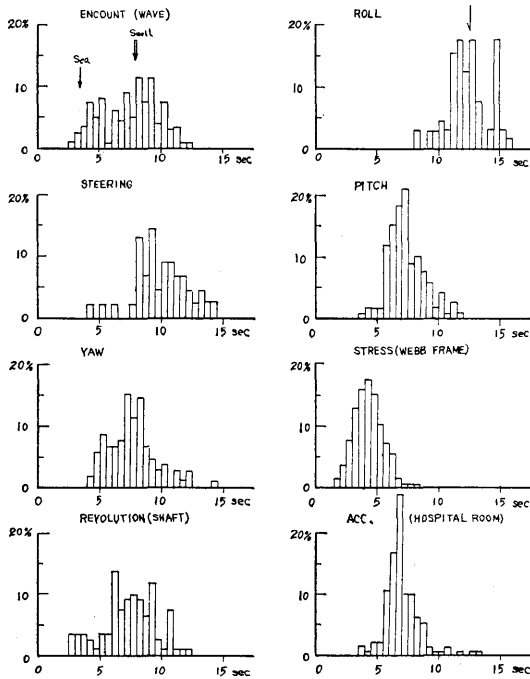 ENCOUNT (WAVE)
20%
10
0
Sea
Swell
0 5 10 15 sec
ROLL
20%
10
0
0 5 10 15 sec
STEERING
20%
10
0
0 5 10 15 sec
PITCH
20%
10
0
0 5 10 15 sec
YAW
20%
10
0
0 5 10 15 sec
STRESS (WEBB FRAME)
20%
10
0
0 5 10 15 sec
REVOLUTION (SHAFT)
20%
10
0
0 5 10 15 sec
ACC. (HOSPITAL ROOM)
20%
10
0
0 5 10 15 sec